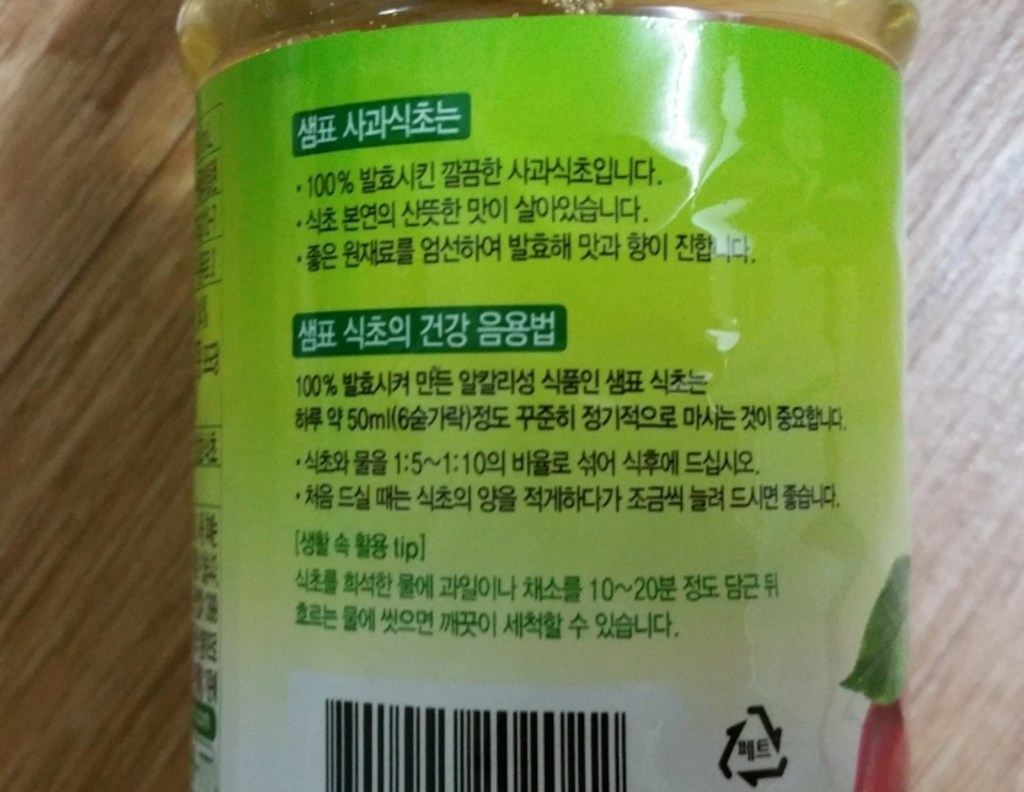 샘표 사과식초는
· 100% 발효시킨 깔끔한 사과식초입니다.
· 식초 본연의 산뜻한 맛이 살아있습니다.
· 좋은 원재료를 엄선하여 발효해 맛과 향이 진합니다.
샘표 식초의 건강 음용법
100% 발효시켜 만든 알칼리성 식품인 샘표 식초는
하루 약 50ml(6숟가락)정도 꾸준히 정기적으로 마시는 것이 중요합니다.
· 식초와 물을 1:5~1:10의 비율로 섞어 식후에 드십시오.
· 처음 드실 때는 식초의 양을 적게하다가 조금씩 늘려 드시면 좋습니다.
[생활 속 활용 tip]
식초를 희석한 물에 과일이나 채소를 10~20분 정도 담근 뒤
흐르는 물에 씻으면 깨끗이 세척할 수 있습니다.
페트